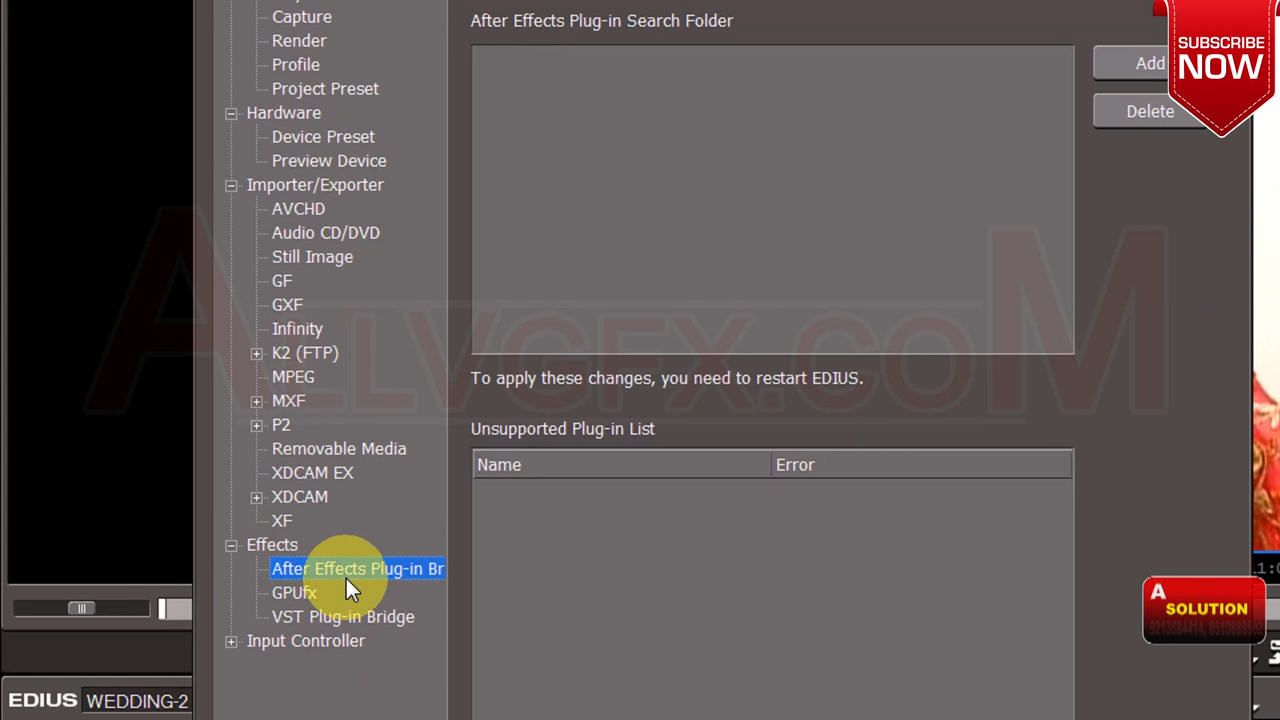 Capture
Render
Profile
Project Preset
Hardware
Device Preset
Preview Device
Importer/Exporter
AVCHD
Audio CD/DVD
Still Image
GF
GXF
Infinity
K2 (FTP)
MPEG
MXF
P2
Removable Media
XDCAM EX
XDCAM
XF
Effects
After Effects Plug-in Br
GPUfx
VST Plug-in Bridge
Input Controller
After Effects Plug-in Search Folder
Add
Delete
To apply these changes, you need to restart EDIUS.
Unsupported Plug-in List
Name Error
SUBSCRIBE
NOW
ALLVGFX.COM
A
SOLUTION
EDIUS WEDDING-2